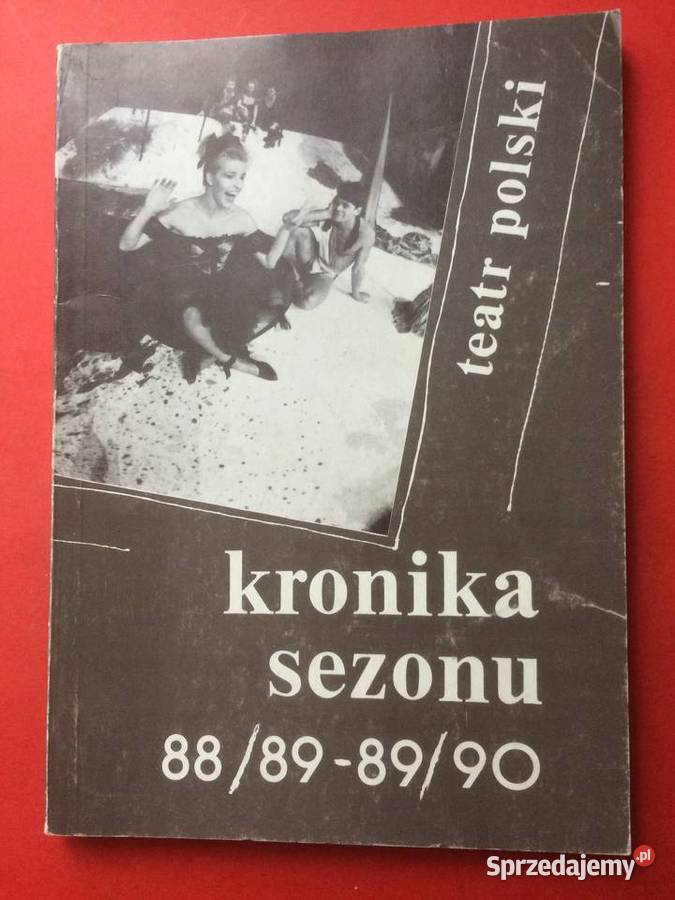 teatr polski
kronika
sezonu
88/89-89/90
Sprzedajemy.pl